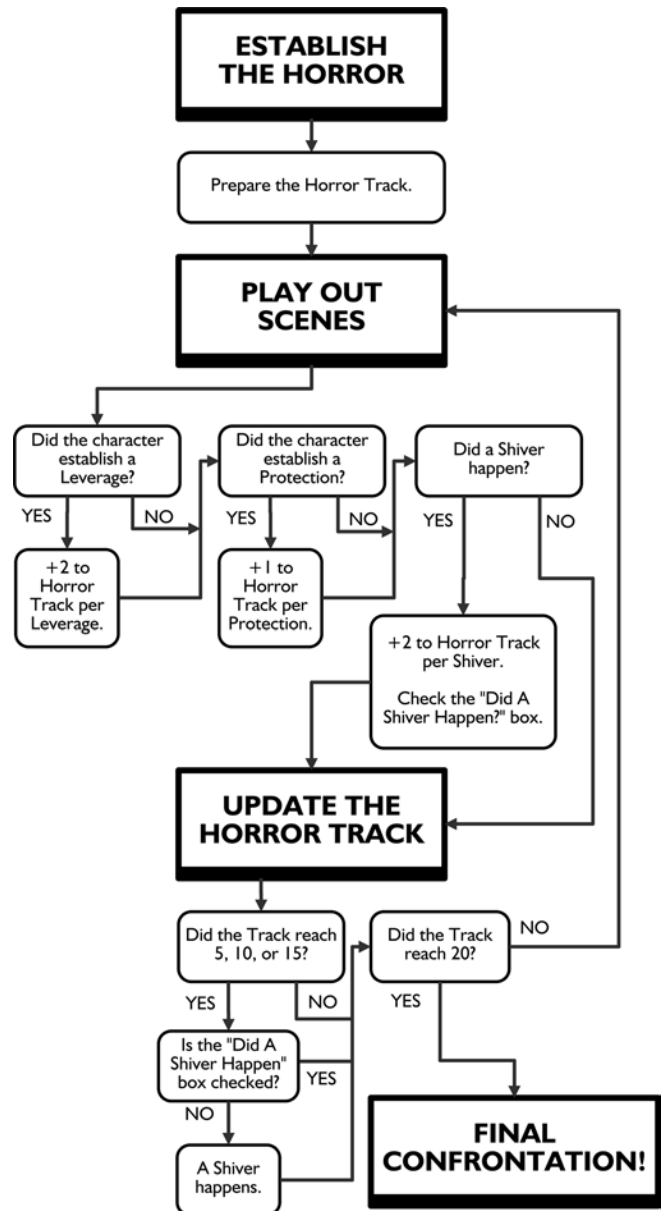 ESTABLISH
THE HORROR
Prepare the Horror Track.
PLAY OUT
SCENES
Did the character
establish a
Leverage?
YES
NO
+2 to
Horror
Track per
Leverage.
Did the character
establish a
Protection?
YES
NO
+1 to
Horror
Track per
Protection.
Did a Shiver
happen?
YES
NO
+2 to Horror Track
per Shiver.
Check the "Did A
Shiver Happen?" box.
UPDATE THE
HORROR TRACK
Did the Track reach
5, 10, or 15?
YES
NO
Is the "Did A
Shiver Happen"
box checked?
YES
NO
A Shiver
happens.
Did the Track
reach 20?
NO
YES
FINAL
CONFRONTATION!